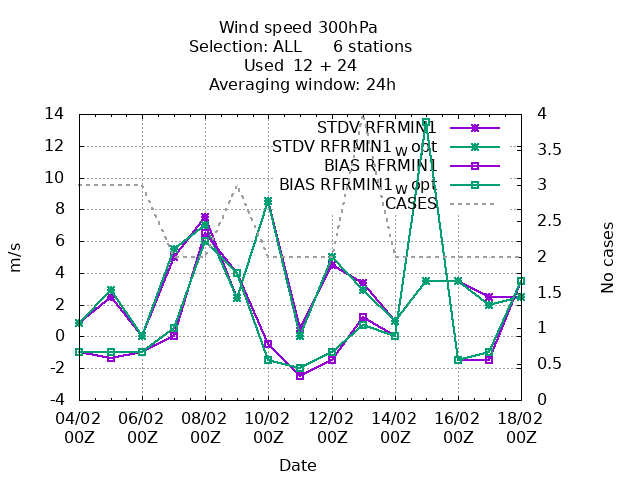 Wind speed 300hPa
Selection: ALL 6 stations
Used 12 + 24
Averaging window: 24h
STDV RFRMIN1
STDV RFRMIN1w opt
BIAS RFRMIN1
BIAS RFRMIN1w opt
CASES
14
12
10
8
6
4
2
0
-2
-4
m/s
4
3.5
3
2.5
2
1.5
1
0.5
0
No cases
04/02 06/02 08/02 10/02 12/02 14/02 16/02 18/02
00Z 00Z 00Z 00Z 00Z 00Z 00Z 00Z
Date